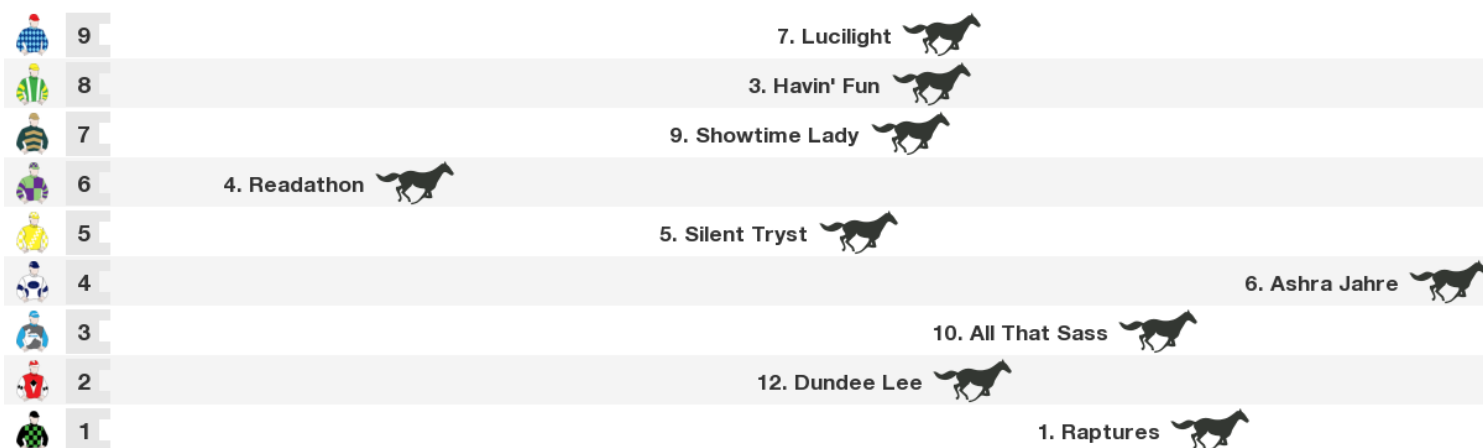 9 7. Lucilight
8 3. Havin' Fun
7 9. Showtime Lady
6 4. Readathon
5 5. Silent Tryst
4 6. Ashra Jahre
3 10. All That Sass
2 12. Dundee Lee
1 1. Raptures